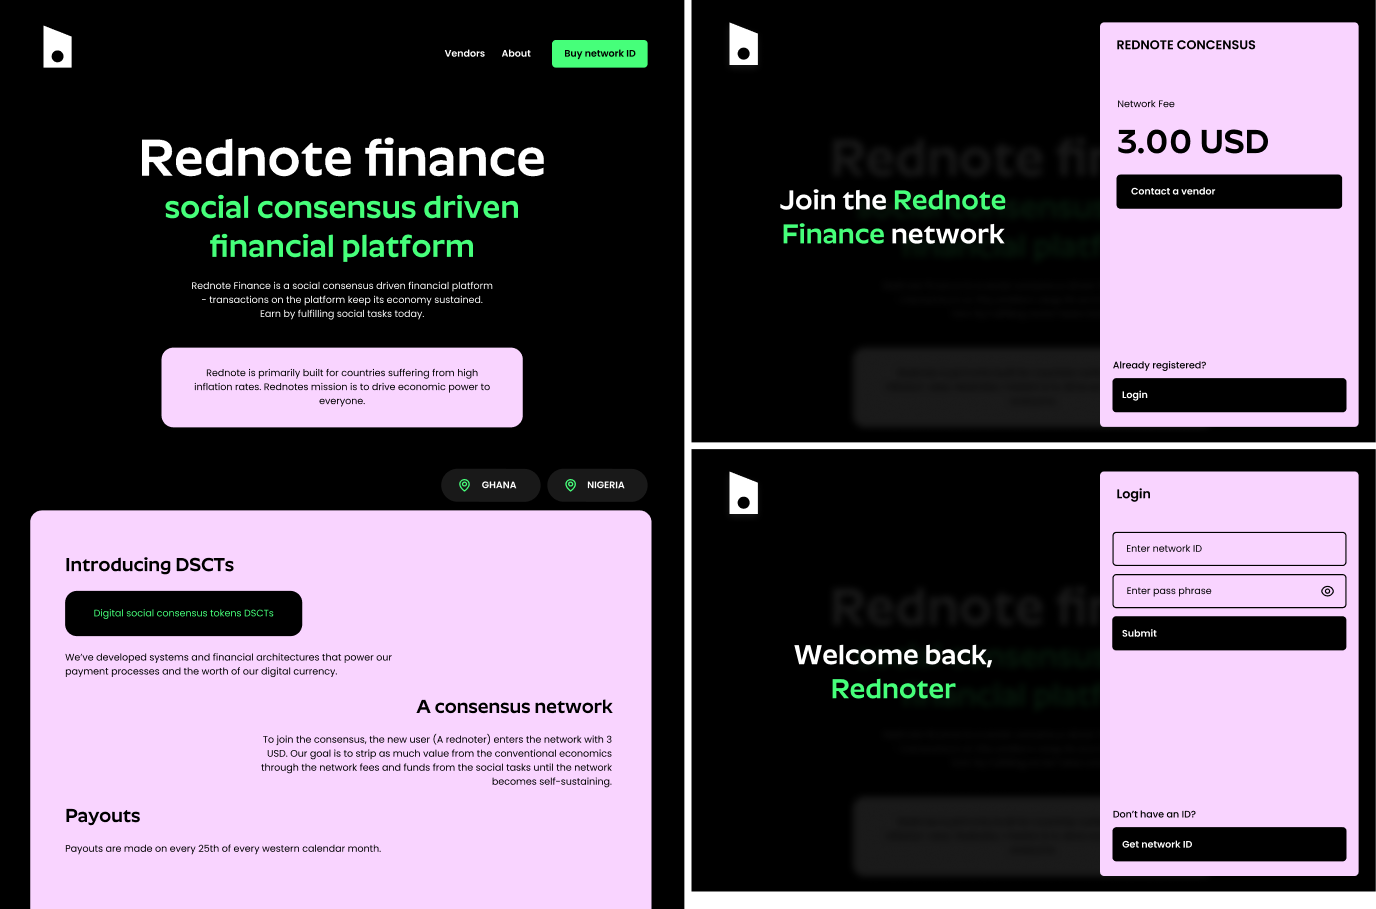 Vendors
About
Buy network ID
Rednote finance
social consensus driven
financial platform
Rednote Finance is a social consensus driven financial platform
- transactions on the platform keep its economy sustained.
Earn by fulfilling social tasks today.
Rednote is primarily built for countries suffering from high
inflation rates. Rednotes mission is to drive economic power to
everyone.
GHANA
NIGERIA
Introducing DSCTs
Digital social consensus tokens DSCTs
We've developed systems and financial architectures that power our
payment processes and the worth of our digital currency.
A consensus network
To join the consensus, the new user (A rednoter) enters the network with 3
USD. Our goal is to strip as much value from the conventional economics
through the network fees and funds from the social tasks until the network
becomes self-sustaining.
Payouts
Payouts are made on every 25th of every western calendar month.
Join the Rednote
Finance network
REDNOTE CONCENSUS
Network Fee
3.00 USD
Contact a vendor
Already registered?
Login
Welcome back,
Rednoter
Login
Enter network ID
Enter pass phrase
Submit
Don't have an ID?
Get network ID